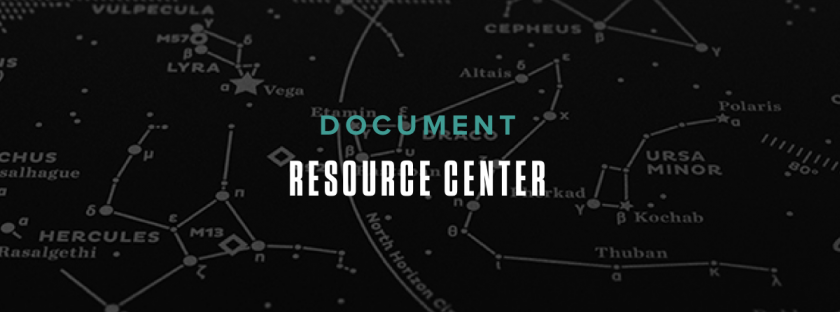 VULPECULA
γ
M57
β
δ
LYRA
α
Vega
CEPHEUS
β
γ
Altais
δ
ε
Etamin
ξ
DOCUMENT
DRACO
χ
Polaris
α
β
υ
CHUS
μ
salhague
α
RESOURCE CENTER
Pherkad
URSA
MINOR
80°
η
δ
ε
M13
HERCULES
Rasalgethi
ζ
η
North Horizon Ci
η
θ
ι
γ
β
Kochab
Thuban
α
κ
λ